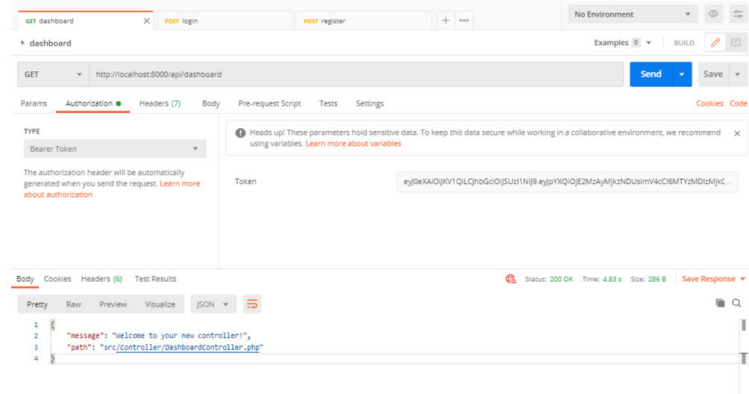 GET dashboard
POST login
POST register
No Environment
dashboard
Examples 0
BUILD
GET
http://localhost:8000/api/dashboard
Send
Save
Params Authorization Headers (7) Body Pre-request Script Tests Settings
Cookies Code
TYPE
Bearer Token
The authorization header will be automatically
generated when you send the request. Learn more
about authorization
Heads up! These parameters hold sensitive data. To keep this data secure while working in a collaborative environment, we recommend
using variables. Learn more about variables
Token
Body Cookies Headers (6) Test Results
Status: 200 OK Time: 4.83 s Size: 286 B Save Response
Pretty Raw Preview Visualize JSON
1 {
2 "message": "Welcome to your new controller!",
3 "path": "src/Controller/DashboardController.php"
4 }